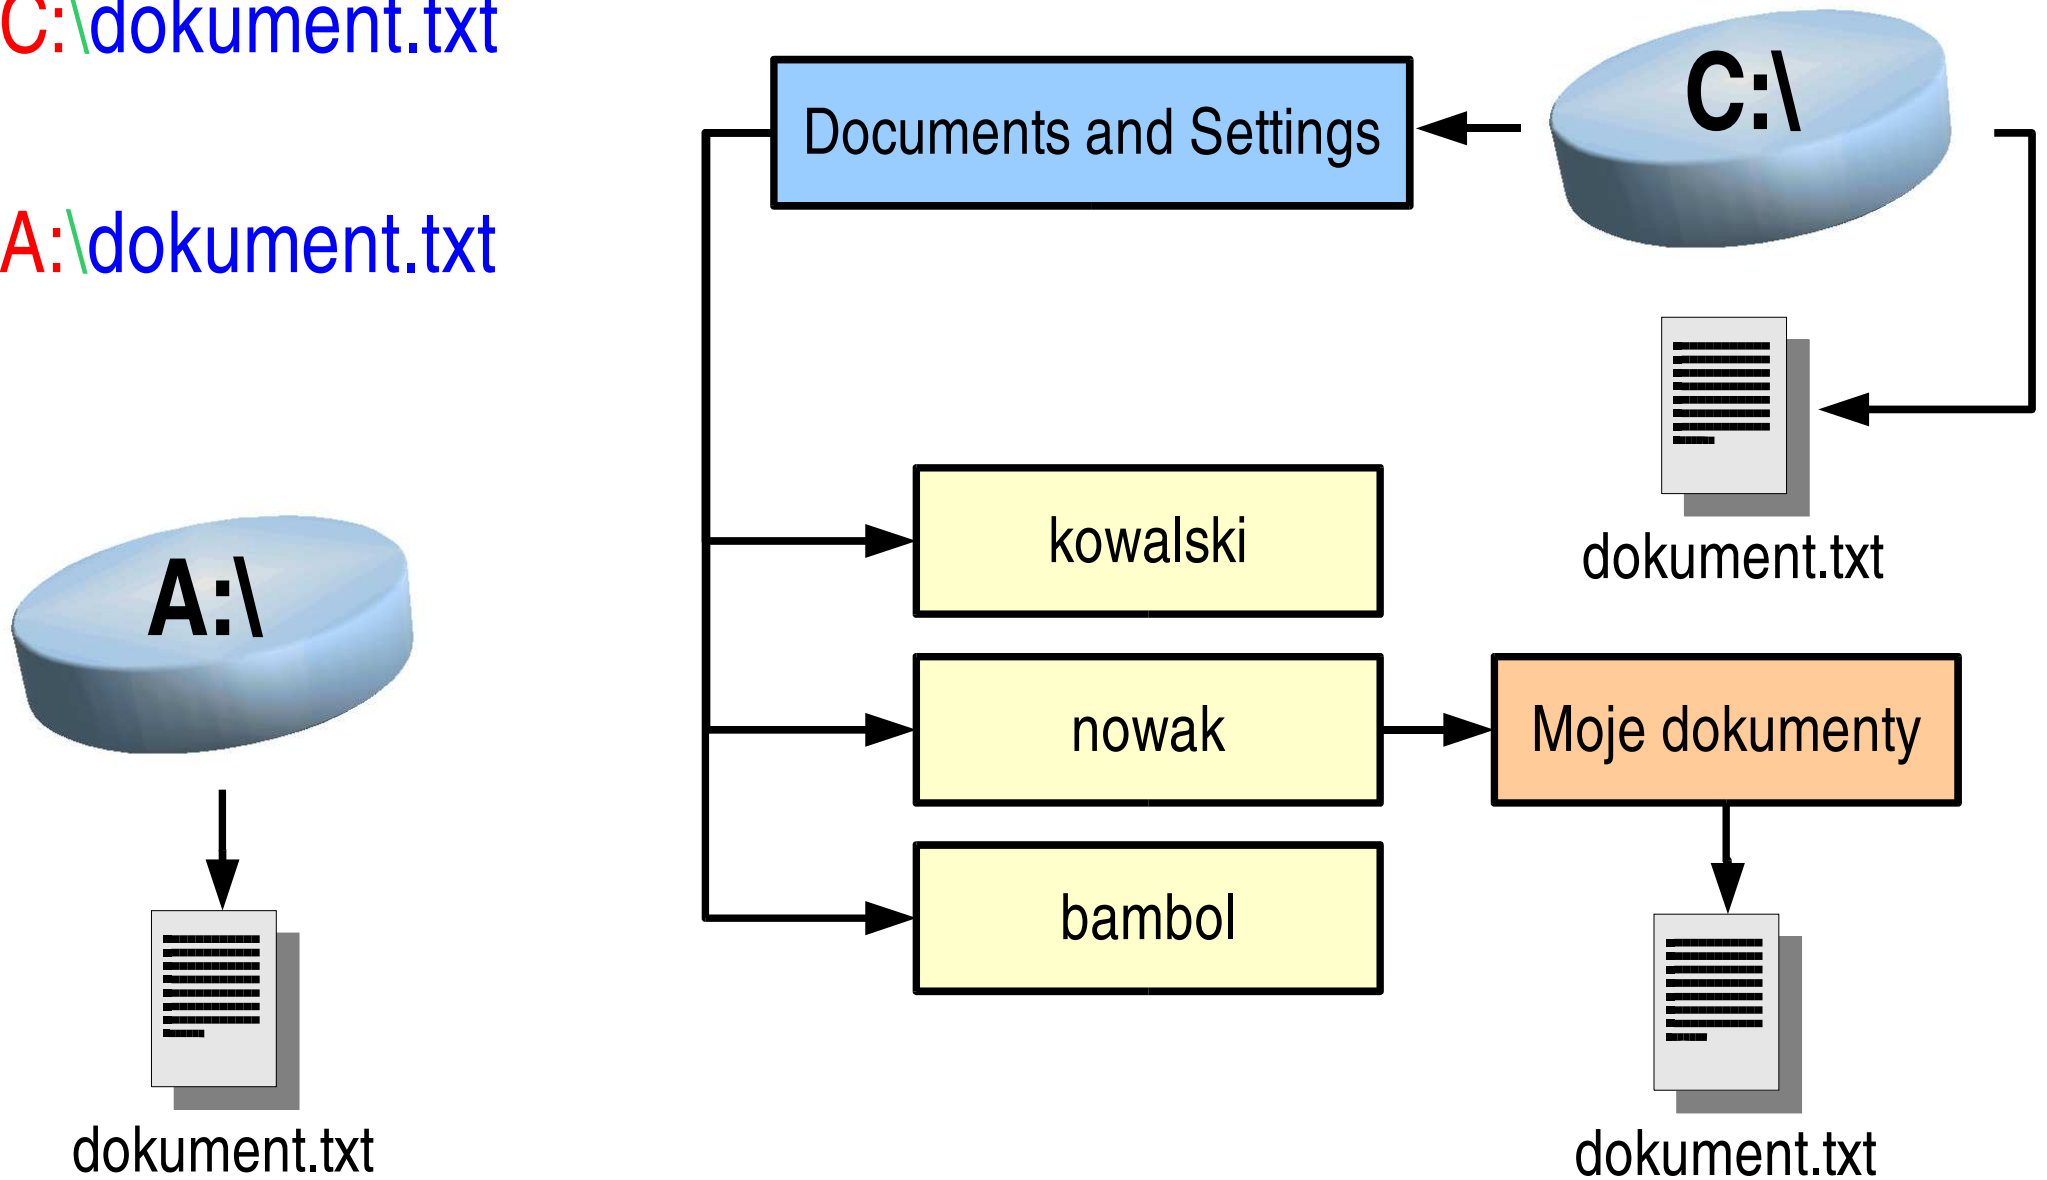 C:\dokument.txt
A:\dokument.txt
C:\
Documents and Settings
dokument.txt
kowalski
A:\
nowak
Moje dokumenty
bambol
dokument.txt
dokument.txt